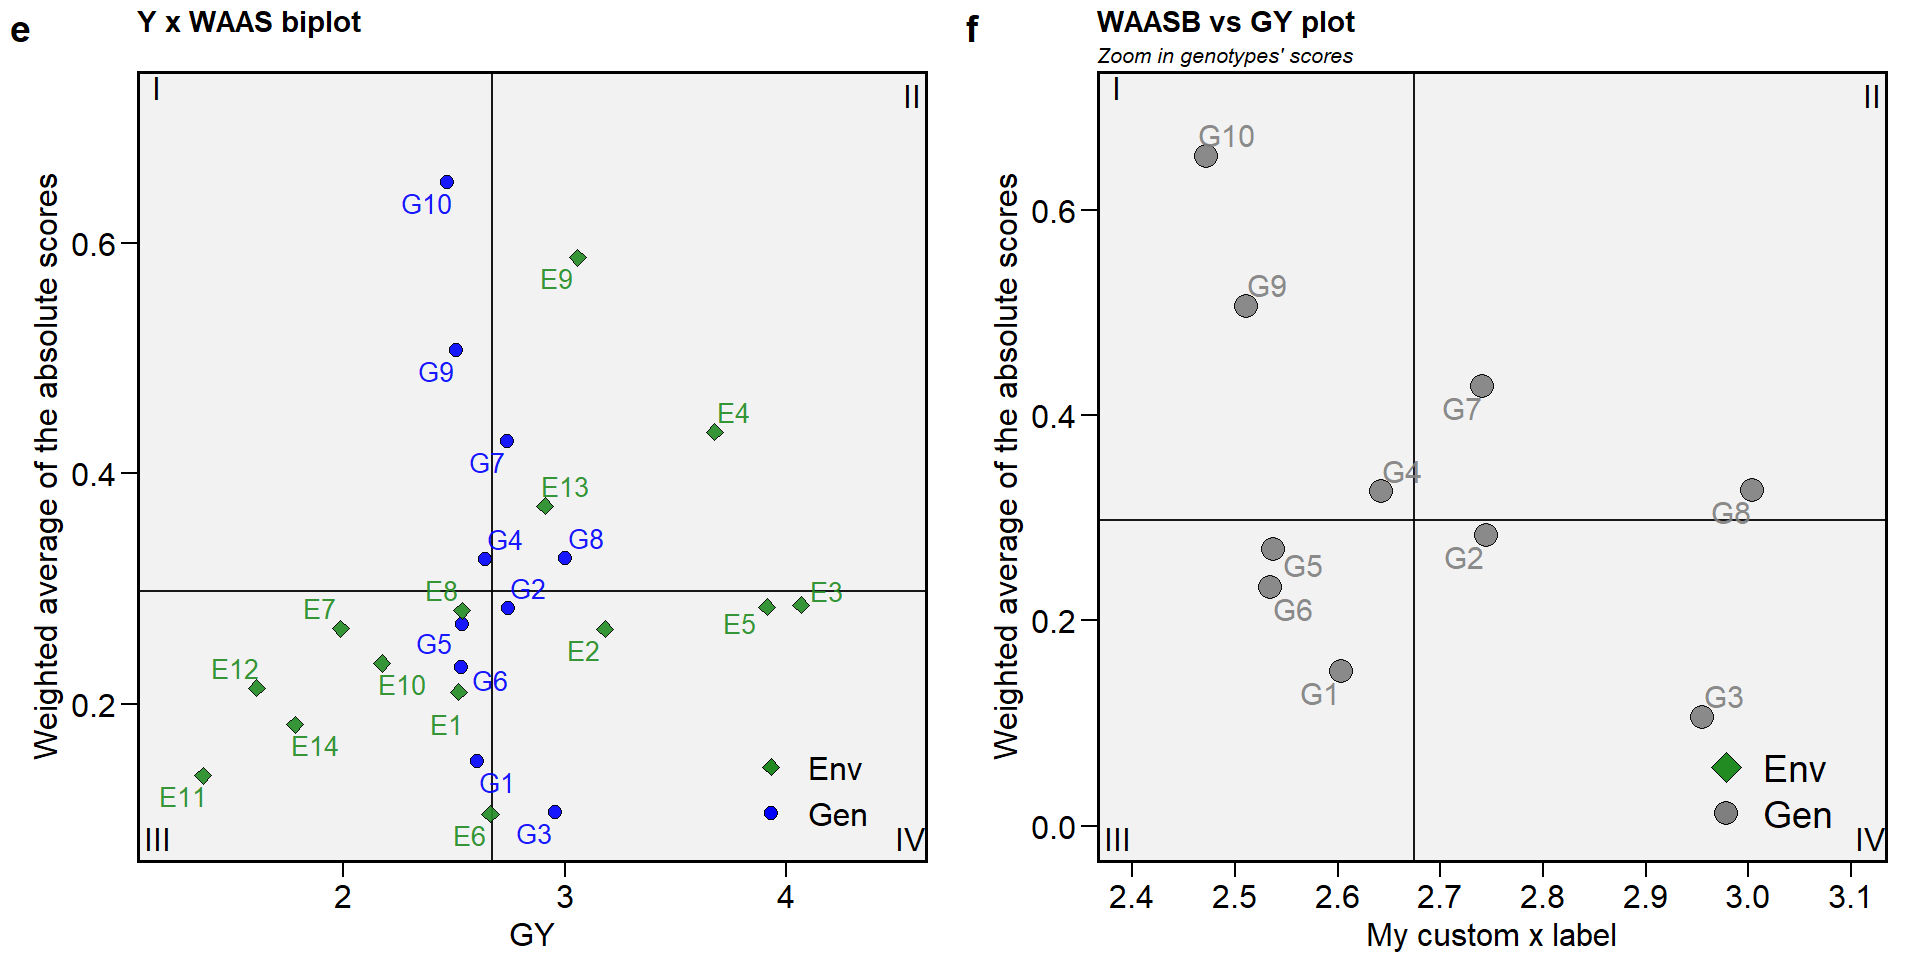 e
Y x WAAS biplot
I
II
G10
E9
G9
E4
G7
E13
G4
G8
E8
G2
E3
E7
E5
G5
E2
E12
G6
E10
E1
E14
G1
E11
E6
G3
Env
Gen
III
IV
0.6
0.4
0.2
2
3
4
GY
Weighted average of the absolute scores
f
WAASB vs GY plot
Zoom in genotypes' scores
I
II
G10
G9
G7
G4
G8
G2
G5
G6
G1
G3
Env
Gen
III
IV
0.6
0.4
0.2
0.0
2.4
2.5
2.6
2.7
2.8
2.9
3.0
3.1
My custom x label
Weighted average of the absolute scores